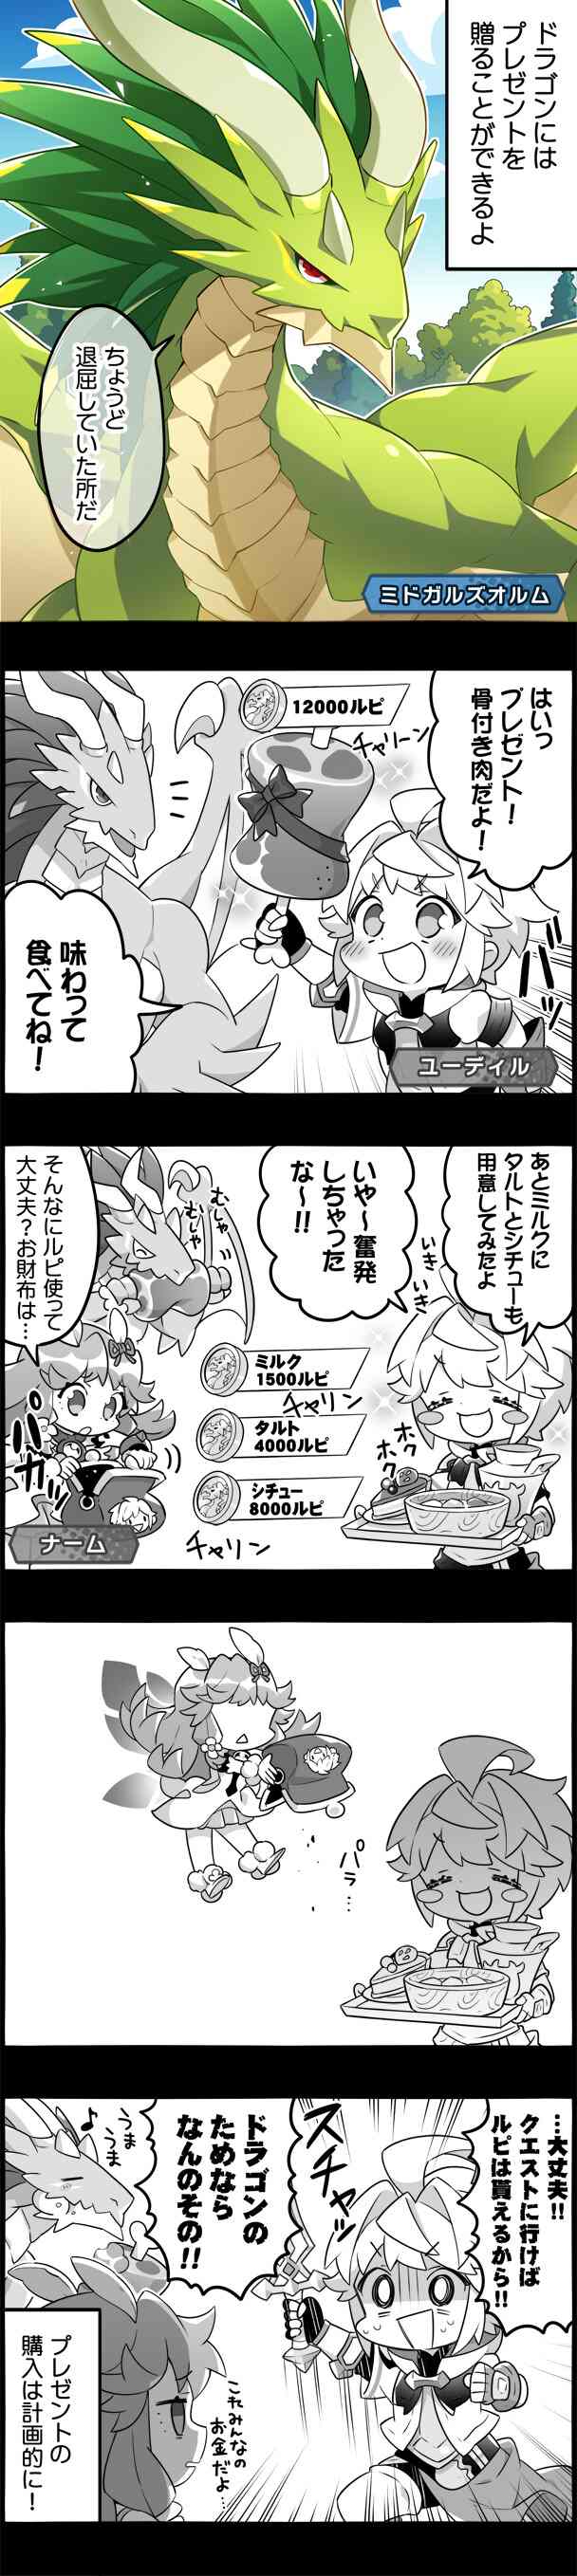 ドラゴンには
プレゼントを
贈ることができるよ
ちょうど
退屈していた所だ
ミドガルズオルム
はいっ
プレゼント！
骨付き肉だよ！
12000ルピ
チャリーン
バーン
味わって
食べてね！
ユーディル
あとミルクに
タルトとシチューも
用意してみたよ
いきいき
いや〜奮発
しちゃった
な〜!!
むしゃ
むしゃ
そんなにルピ使って
大丈夫？お財布は…
ミルク
1500ルピ
チャリン
タルト
4000ルピ
シチュー
8000ルピ
チャリン
ホク
ホク
パカッ
ナーム
パラ…
…大丈夫!!
クエストに行けば
ルピは貰えるから!!
スチャッ
ドラゴンの
ためなら
なんのその!!
うま
うま
♪
これみんなの
お金だよ…
プレゼントの
購入は計画的に！